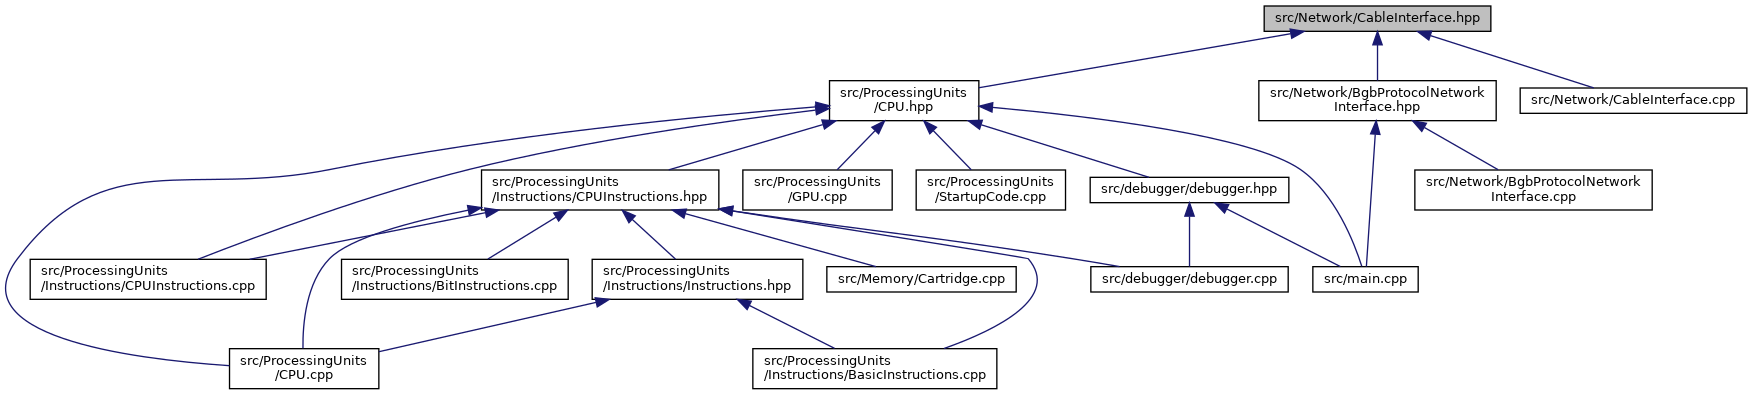 src/Network/CableInterface.hpp
src/ProcessingUnits
/CPU.hpp
src/Network/BgbProtocolNetwork
Interface.hpp
src/Network/CableInterface.cpp
src/ProcessingUnits
/Instructions/CPUInstructions.hpp
src/ProcessingUnits
/GPU.cpp
src/ProcessingUnits
/StartupCode.cpp
src/debugger/debugger.hpp
src/Network/BgbProtocolNetwork
Interface.cpp
src/ProcessingUnits
/Instructions/CPUInstructions.cpp
src/ProcessingUnits
/Instructions/BitInstructions.cpp
src/ProcessingUnits
/Instructions/Instructions.hpp
src/Memory/Cartridge.cpp
src/debugger/debugger.cpp
src/main.cpp
src/ProcessingUnits
/CPU.cpp
src/ProcessingUnits
/Instructions/BasicInstructions.cpp